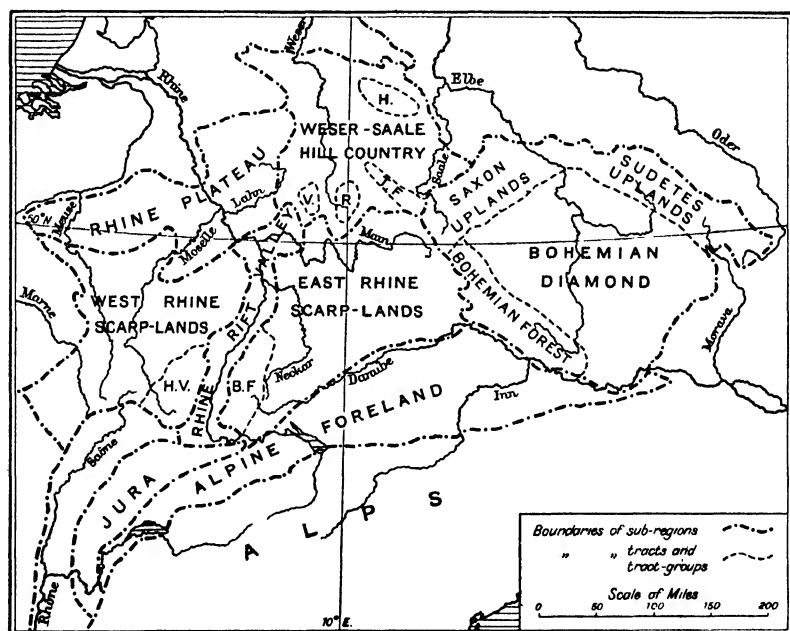 Weser
Rhine
Elbe
H.
Oder
WESER-SAALE
HILL COUNTRY
Saale
SAXON
UPLANDS
SUDETES
UPLANDS
RHINE PLATEAU
Lahn
V.
R.
T.F.
50°N
Meuse
Moselle
Main
BOHEMIAN
DIAMOND
BOHEMIAN FOREST
EAST RHINE
SCARP-LANDS
WEST RHINE
SCARP-LANDS
Marne
RHINE RIFT VALLEY
Morava
H.V.
B.F.
Neckar
Danube
Inn
Saône
JURA
ALPINE FORELAND
ALPS
Rhône
10°E.
Boundaries of sub-regions
„ „ tracts and
tract-groups
Scale of Miles
0 50 100 150 200